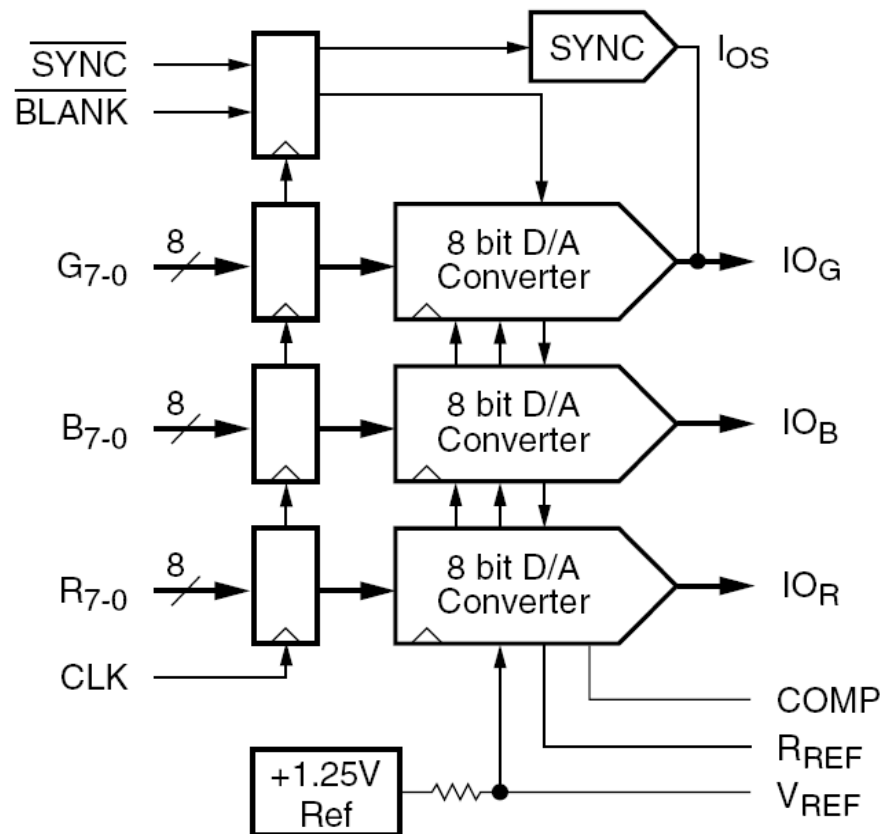 SYNC
BLANK
SYNC
IOS
G7-0
8
8 bit D/A
Converter
IOG
B7-0
8
8 bit D/A
Converter
IOB
R7-0
8
8 bit D/A
Converter
IOR
CLK
COMP
RREF
+1.25V
Ref
VREF